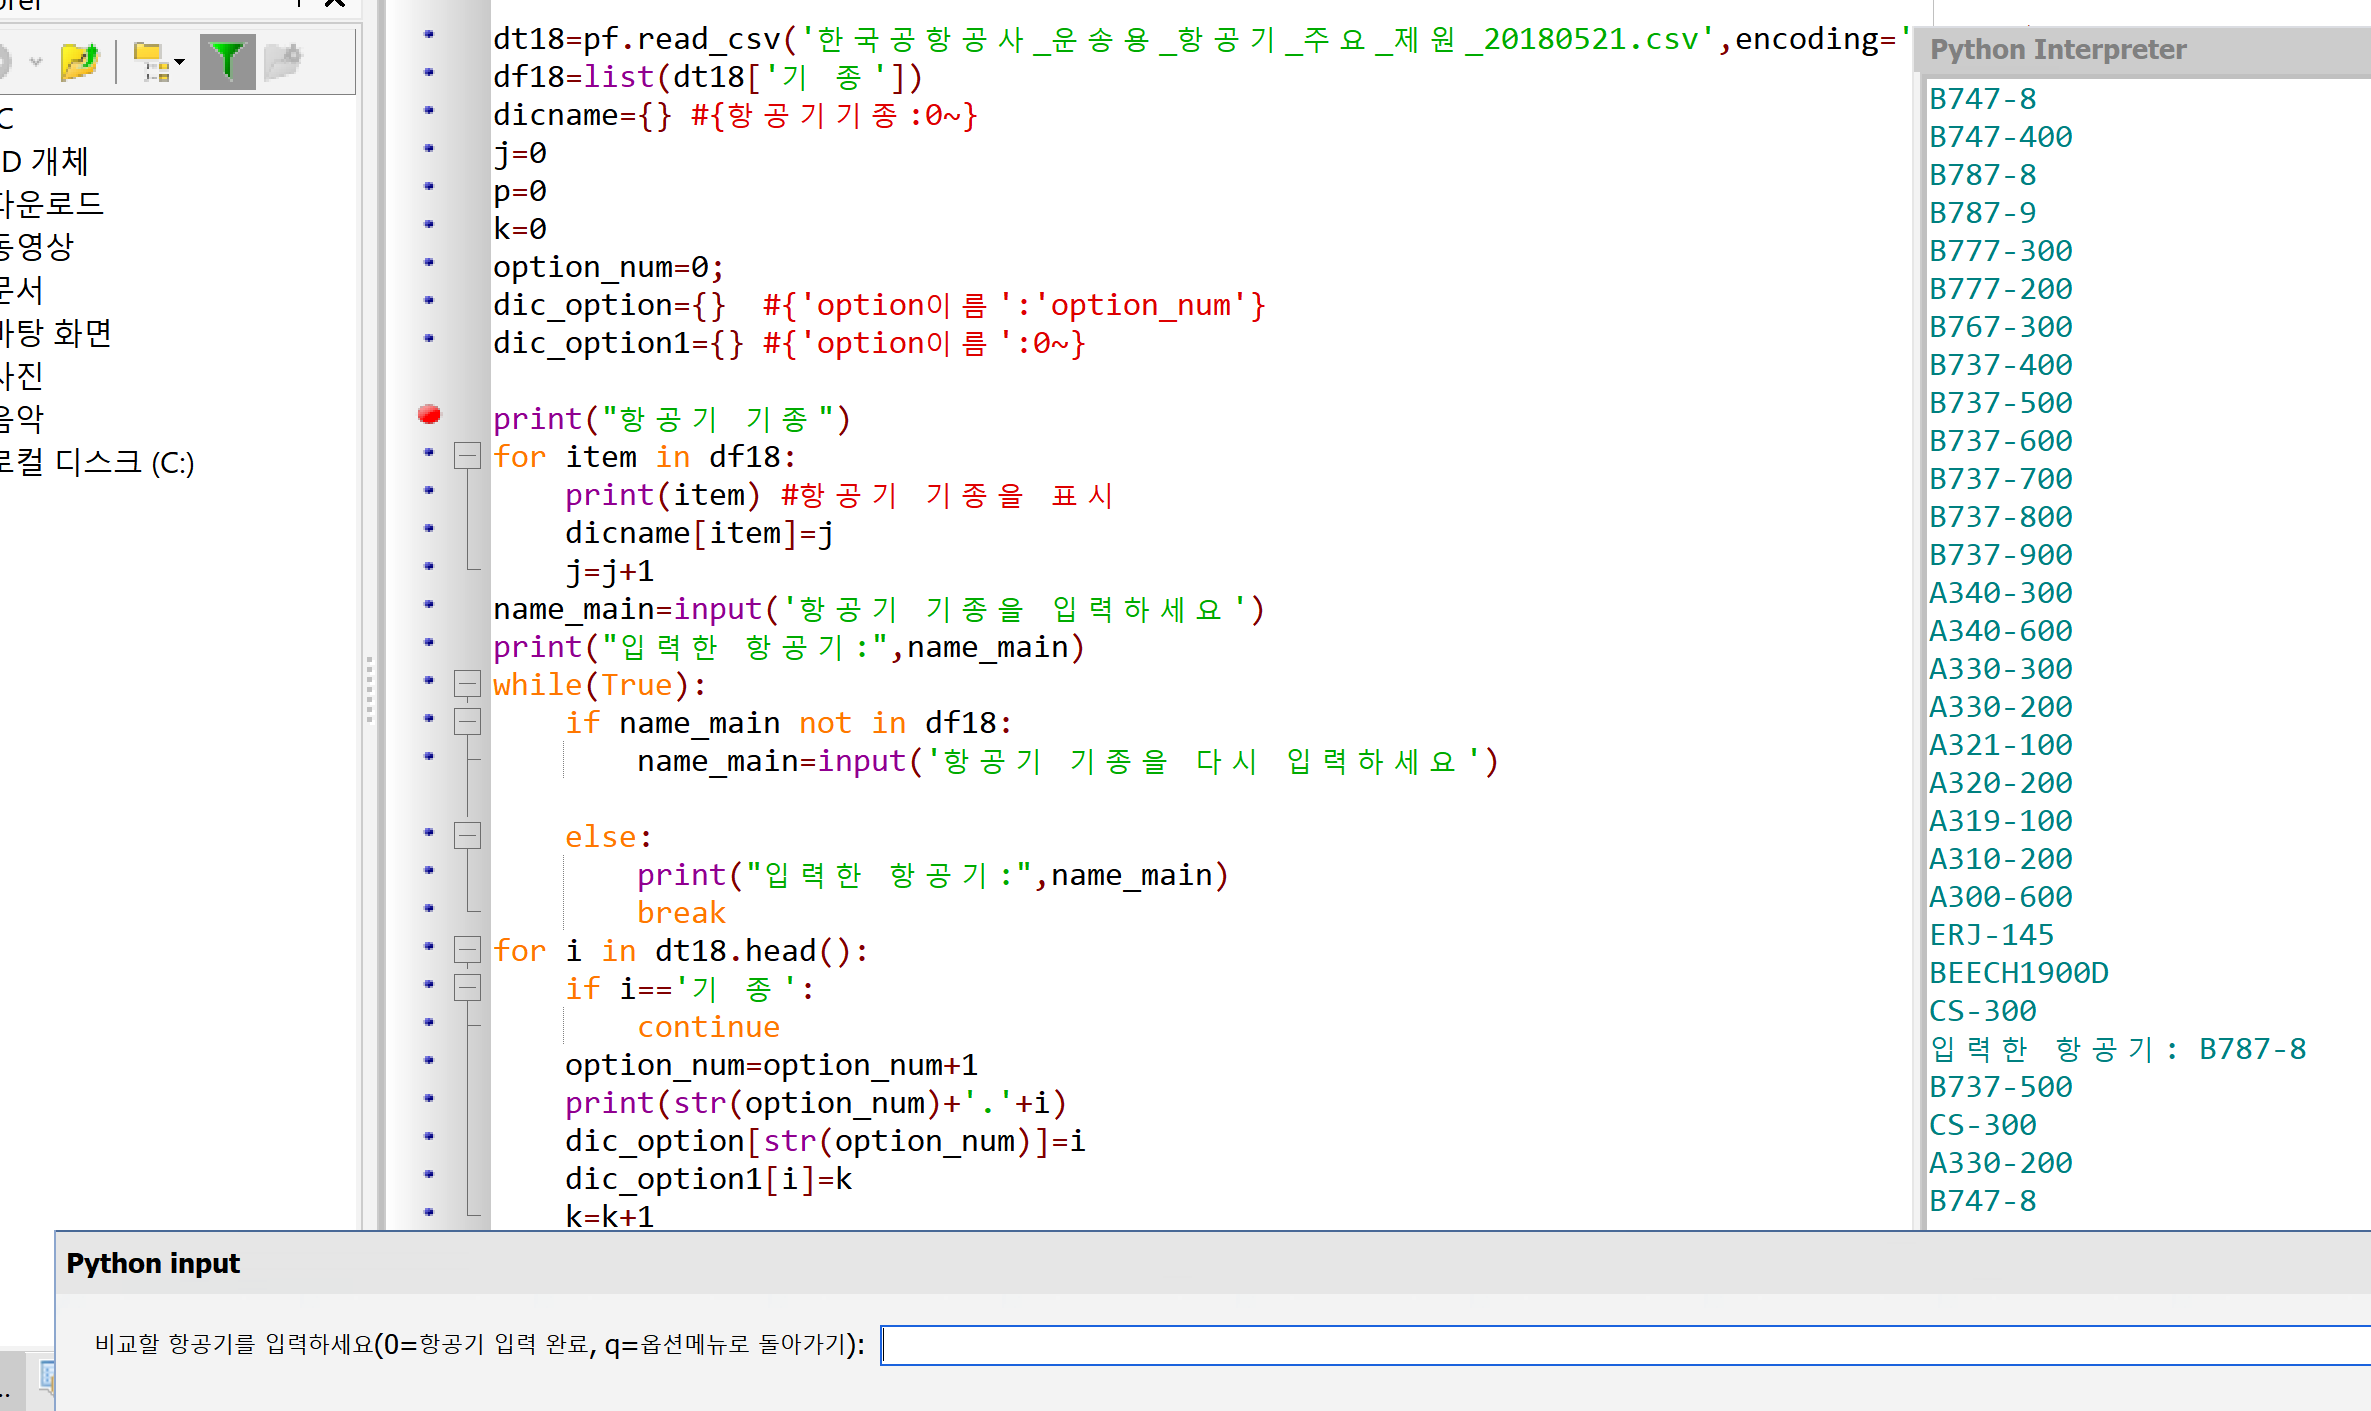 C
D 개체
다운로드
동영상
문서
바탕 화면
사진
음악
로컬 디스크 (C:)
dt18=pf.read_csv('한국공항공사_운송용_항공기_주요_제원_20180521.csv',encoding='
df18=list(dt18['기 종'])
dicname={} #{항공기기종:0~}
j=0
p=0
k=0
option_num=0;
dic_option={}  #{'option이름':'option_num'}
dic_option1={} #{'option이름':0~}
print("항공기 기종")
for item in df18:
    print(item) #항공기 기종을 표시
    dicname[item]=j
    j=j+1
name_main=input('항공기 기종을 입력하세요')
print("입력한 항공기:",name_main)
while(True):
    if name_main not in df18:
        name_main=input('항공기 기종을 다시 입력하세요')
    else:
        print("입력한 항공기:",name_main)
        break
for i in dt18.head():
    if i=='기 종':
        continue
    option_num=option_num+1
    print(str(option_num)+'.'+i)
    dic_option[str(option_num)]=i
    dic_option1[i]=k
    k=k+1
Python Interpreter
B747-8
B747-400
B787-8
B787-9
B777-300
B777-200
B767-300
B737-400
B737-500
B737-600
B737-700
B737-800
B737-900
A340-300
A340-600
A330-300
A330-200
A321-100
A320-200
A319-100
A310-200
A300-600
ERJ-145
BEECH1900D
CS-300
입력한 항공기: B787-8
B737-500
CS-300
A330-200
B747-8
Python input
비교할 항공기를 입력하세요(0=항공기 입력 완료, q=옵션메뉴로 돌아가기):